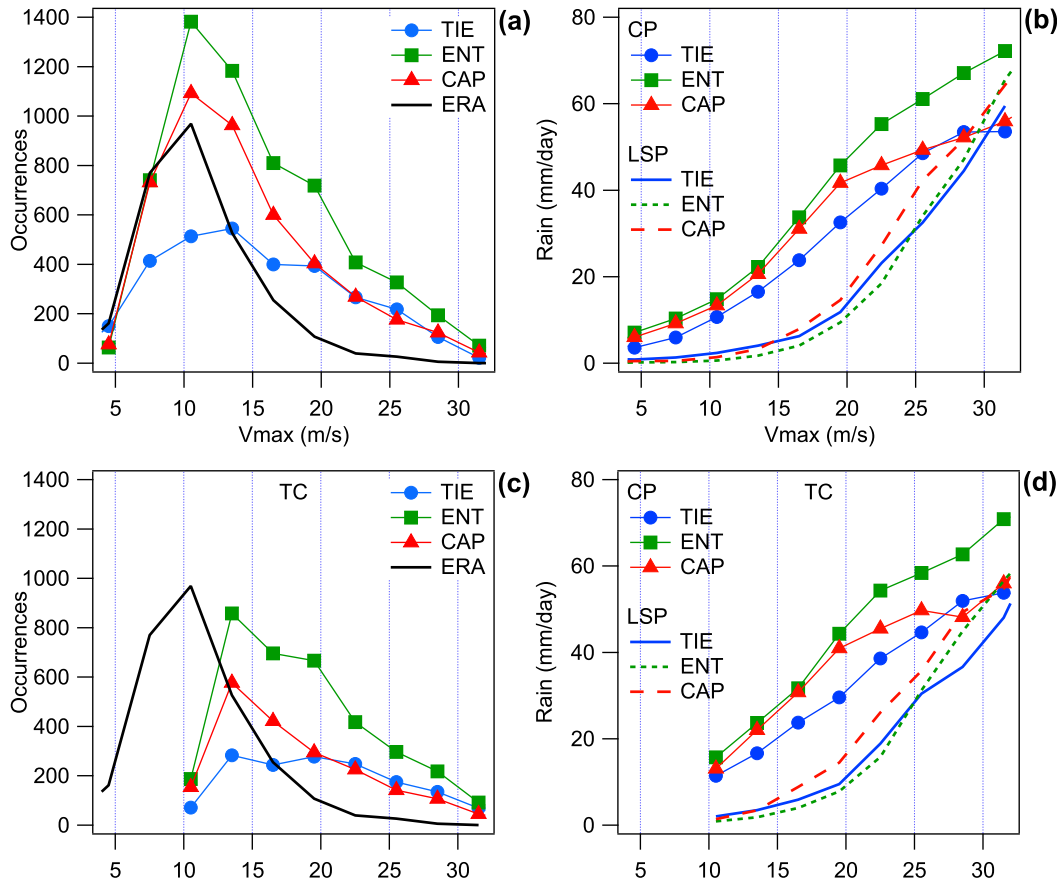 (a)
1400
1200
1000
800
600
400
200
0
Occurrences
TIE
ENT
CAP
ERA
5 10 15 20 25 30
Vmax (m/s)
(b)
80
60
40
20
0
Rain (mm/day)
CP
TIE
ENT
CAP
LSP
TIE
ENT
CAP
5 10 15 20 25 30
Vmax (m/s)
(c)
TC
1400
1200
1000
800
600
400
200
0
Occurrences
TIE
ENT
CAP
ERA
5 10 15 20 25 30
(d)
80
60
40
20
0
Rain (mm/day)
CP
TC
TIE
ENT
CAP
LSP
TIE
ENT
CAP
5 10 15 20 25 30